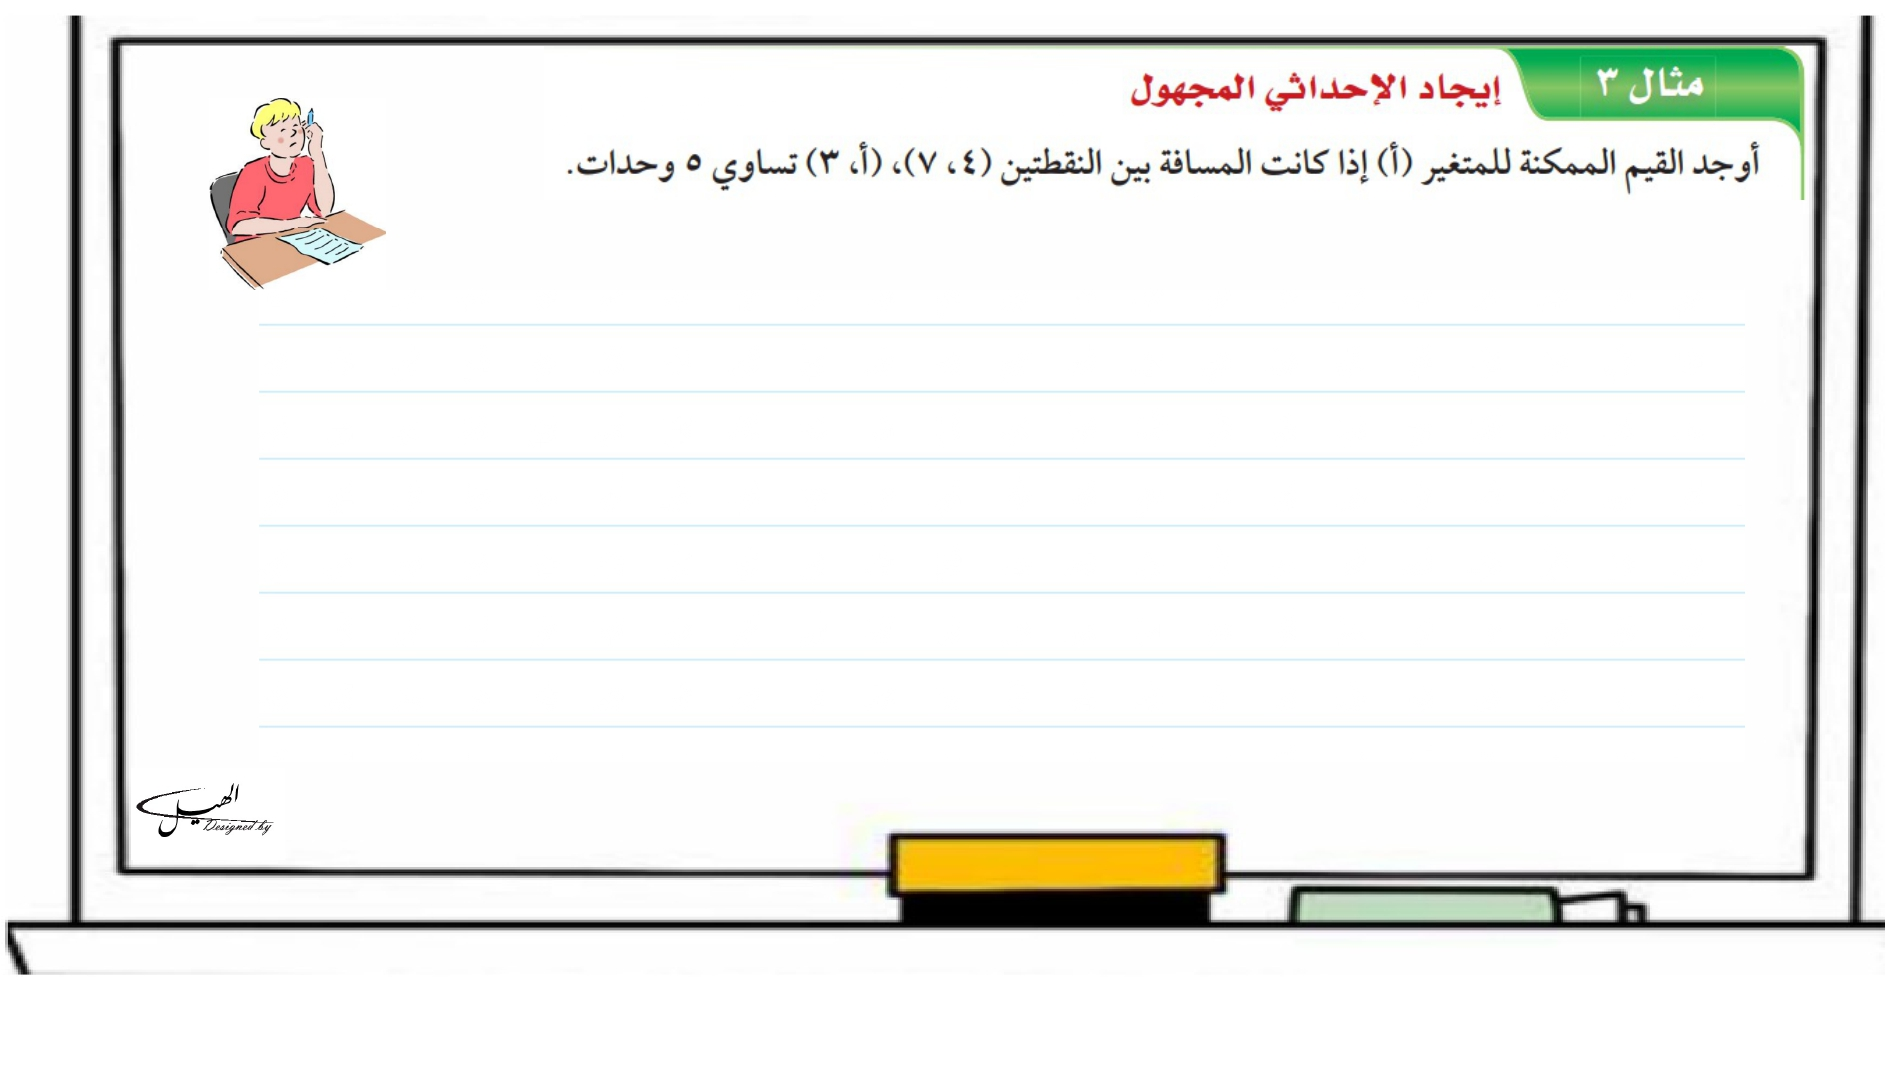 مثال ٣
إيجاد الإحداثي المجهول
أوجد القيم الممكنة للمتغير (أ) إذا كانت المسافة بين النقطتين (٤، ٧)، (أ، ٣) تساوي ٥ وحدات.
الهيل
Designed by